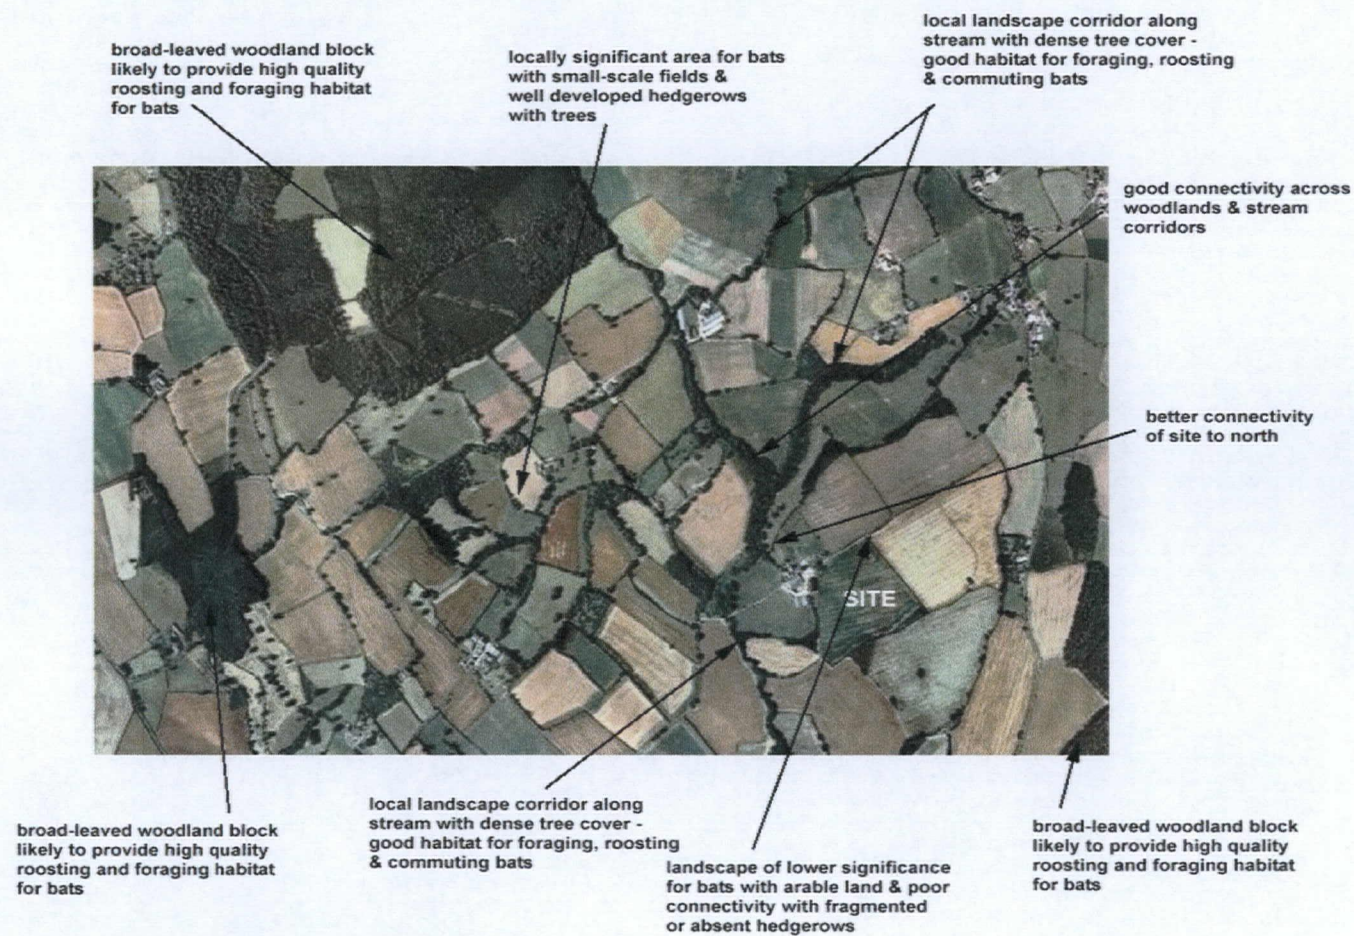 broad-leaved woodland block
likely to provide high quality
roosting and foraging habitat
for bats
locally significant area for bats
with small-scale fields &
well developed hedgerows
with trees
local landscape corridor along
stream with dense tree cover -
good habitat for foraging, roosting
& commuting bats
good connectivity across
woodlands & stream
corridors
better connectivity
of site to north
SITE
broad-leaved woodland block
likely to provide high quality
roosting and foraging habitat
for bats
local landscape corridor along
stream with dense tree cover -
good habitat for foraging, roosting
& commuting bats
landscape of lower significance
for bats with arable land & poor
connectivity with fragmented
or absent hedgerows
broad-leaved woodland block
likely to provide high quality
roosting and foraging habitat
for bats